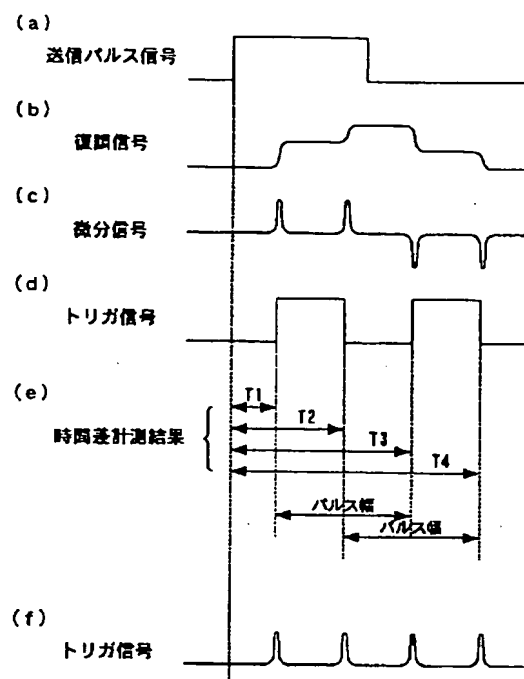 (a)
送信パルス信号
(b)
復調信号
(c)
微分信号
(d)
トリガ信号
(e)
T1
T2
時間差計測結果
T3
T4
パルス幅
パルス幅
(f)
トリガ信号